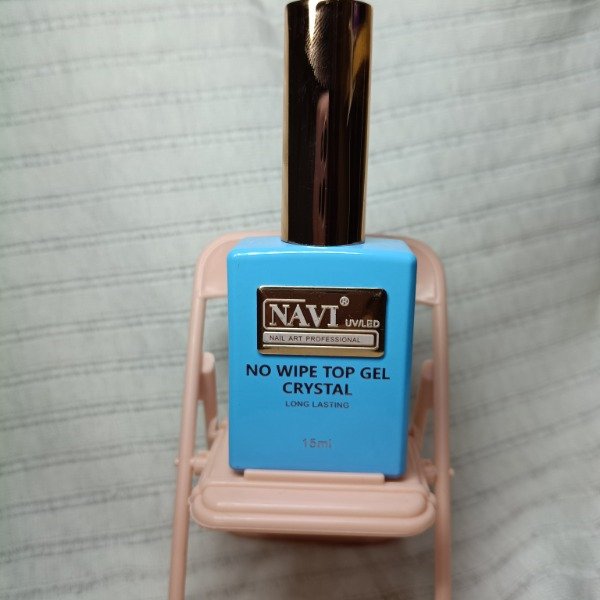 NAVI ® UV/LED
NAIL ART PROFESSIONAL
NO WIPE TOP GEL
CRYSTAL
LONG LASTING
15ml